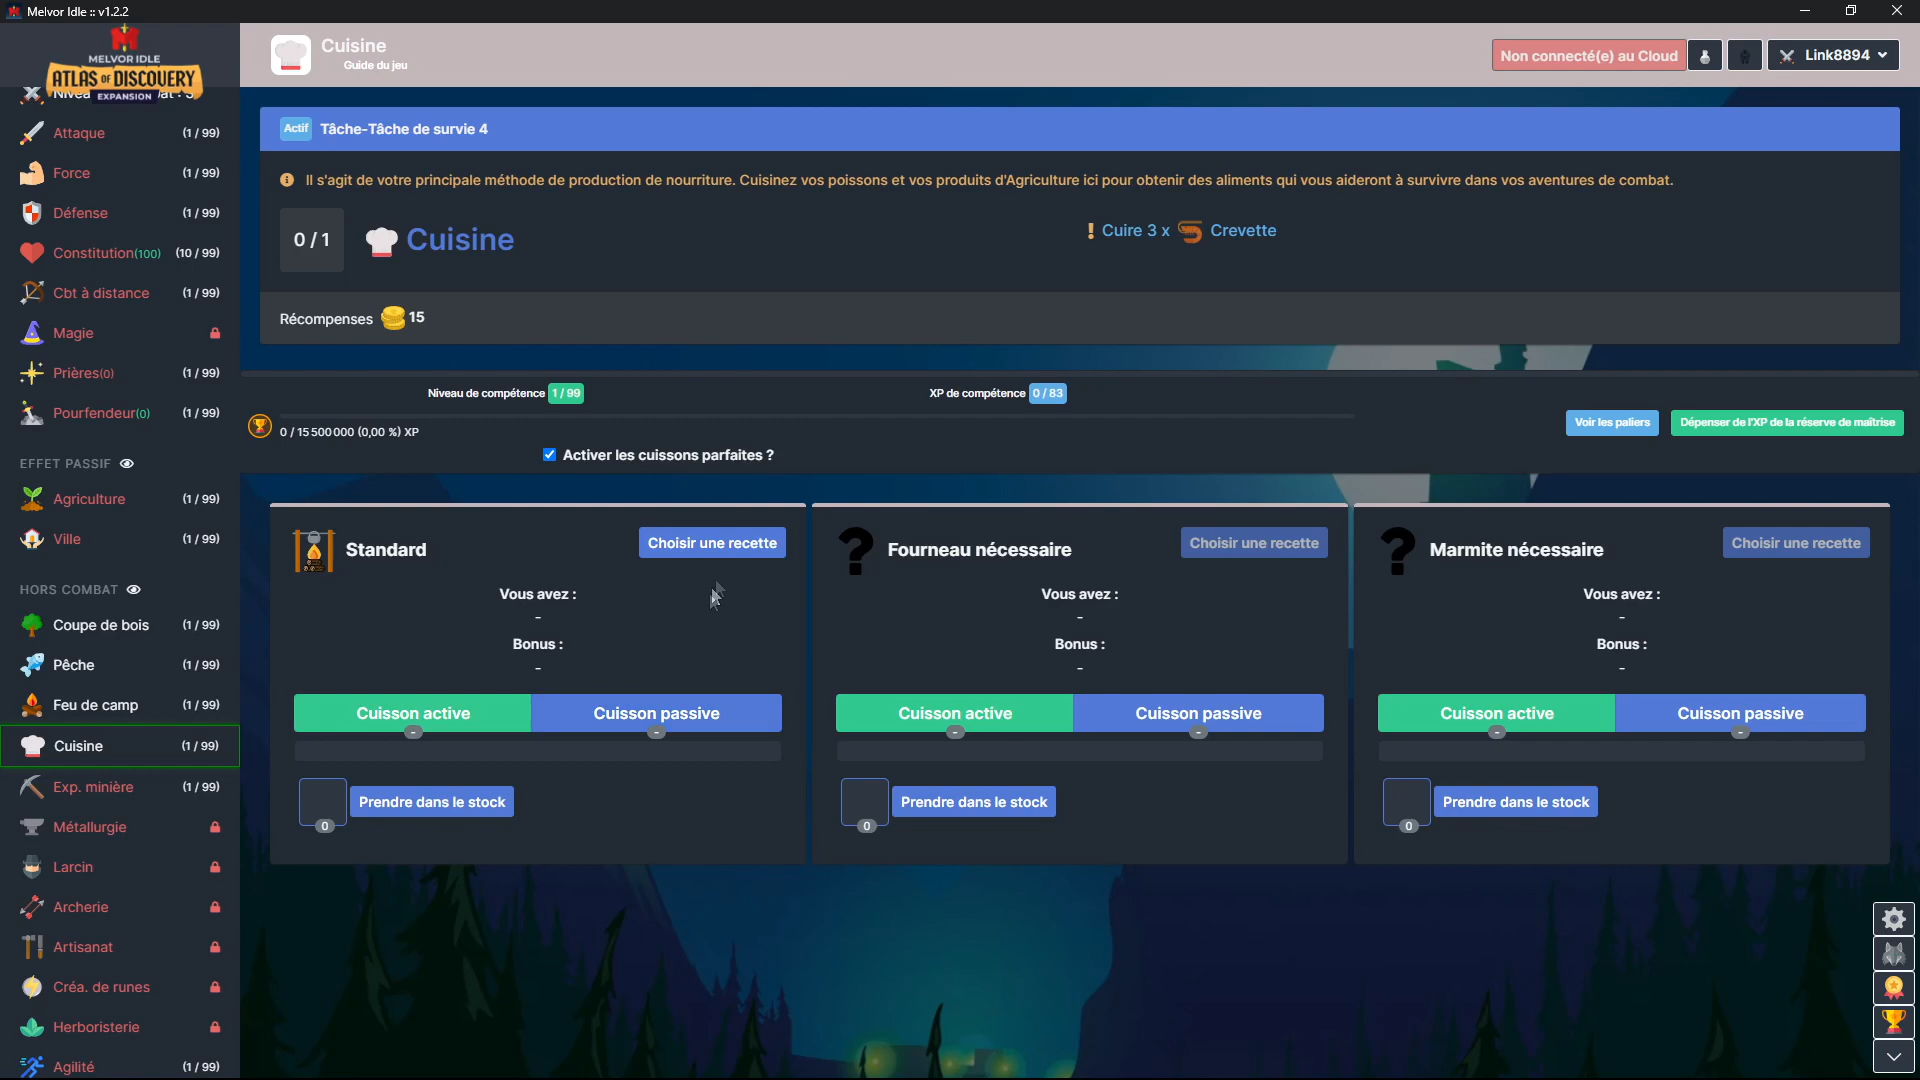 Melvor Idle :: v1.2.2
MELVOR IDLE
ATLAS OF DISCOVERY
EXPANSION
Cuisine
Guide du jeu
Non connecté(e) au Cloud
Link8894
Attaque (1 / 99)
Force (1 / 99)
Défense (1 / 99)
Constitution(100) (10 / 99)
Cbt à distance (1 / 99)
Magie
Prières(0) (1 / 99)
Pourfendeur(0) (1 / 99)
EFFET PASSIF
Agriculture (1 / 99)
Ville (1 / 99)
HORS COMBAT
Coupe de bois (1 / 99)
Pêche (1 / 99)
Feu de camp (1 / 99)
Cuisine (1 / 99)
Exp. minière (1 / 99)
Métallurgie
Larcin
Archerie
Artisanat
Créa. de runes
Herboristerie
Agilité (1 / 99)
Actif Tâche-Tâche de survie 4
Il s'agit de votre principale méthode de production de nourriture. Cuisinez vos poissons et vos produits d'Agriculture ici pour obtenir des aliments qui vous aideront à survivre dans vos aventures de combat.
0 / 1 Cuisine
! Cuire 3 x Crevette
Récompenses 15
Niveau de compétence 1 / 99
XP de compétence 0 / 83
0 / 15 500 000 (0,00 %) XP
Voir les paliers
Dépenser de l'XP de la réserve de maîtrise
Activer les cuissons parfaites ?
Standard
Choisir une recette
Vous avez :
-
Bonus :
-
Cuisson active
-
Cuisson passive
-
0
Prendre dans le stock
? Fourneau nécessaire
Choisir une recette
Vous avez :
-
Bonus :
-
Cuisson active
-
Cuisson passive
-
0
Prendre dans le stock
? Marmite nécessaire
Choisir une recette
Vous avez :
-
Bonus :
-
Cuisson active
-
Cuisson passive
-
0
Prendre dans le stock